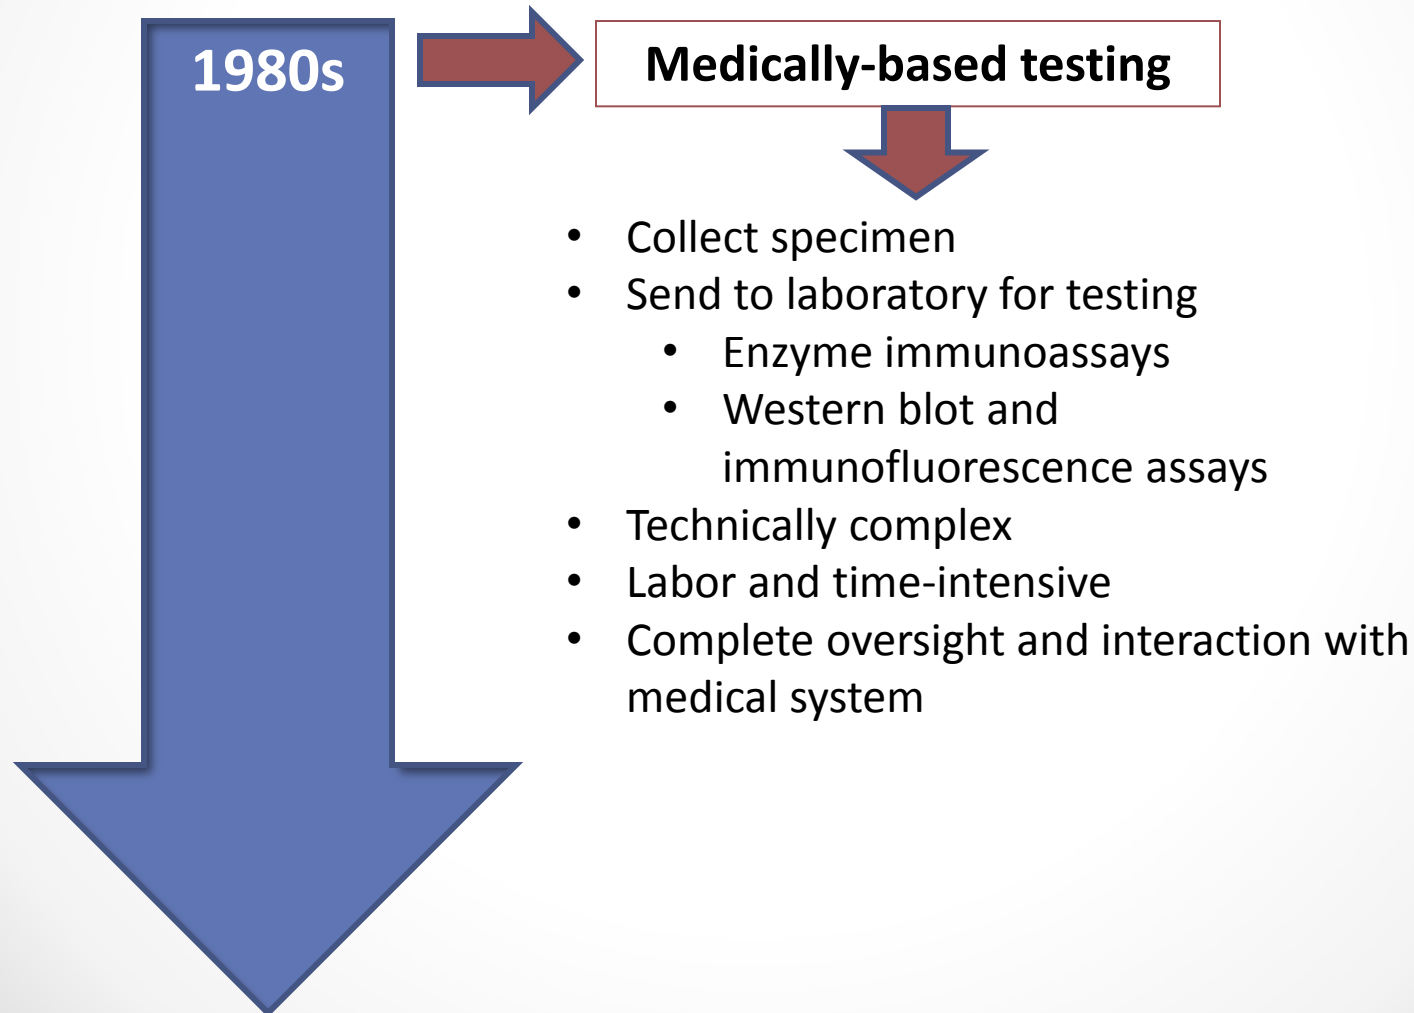 1980s
Medically-based testing
• Collect specimen
• Send to laboratory for testing
• Enzyme immunoassays
• Western blot and
immunofluorescence assays
• Technically complex
• Labor and time-intensive
• Complete oversight and interaction with
medical system